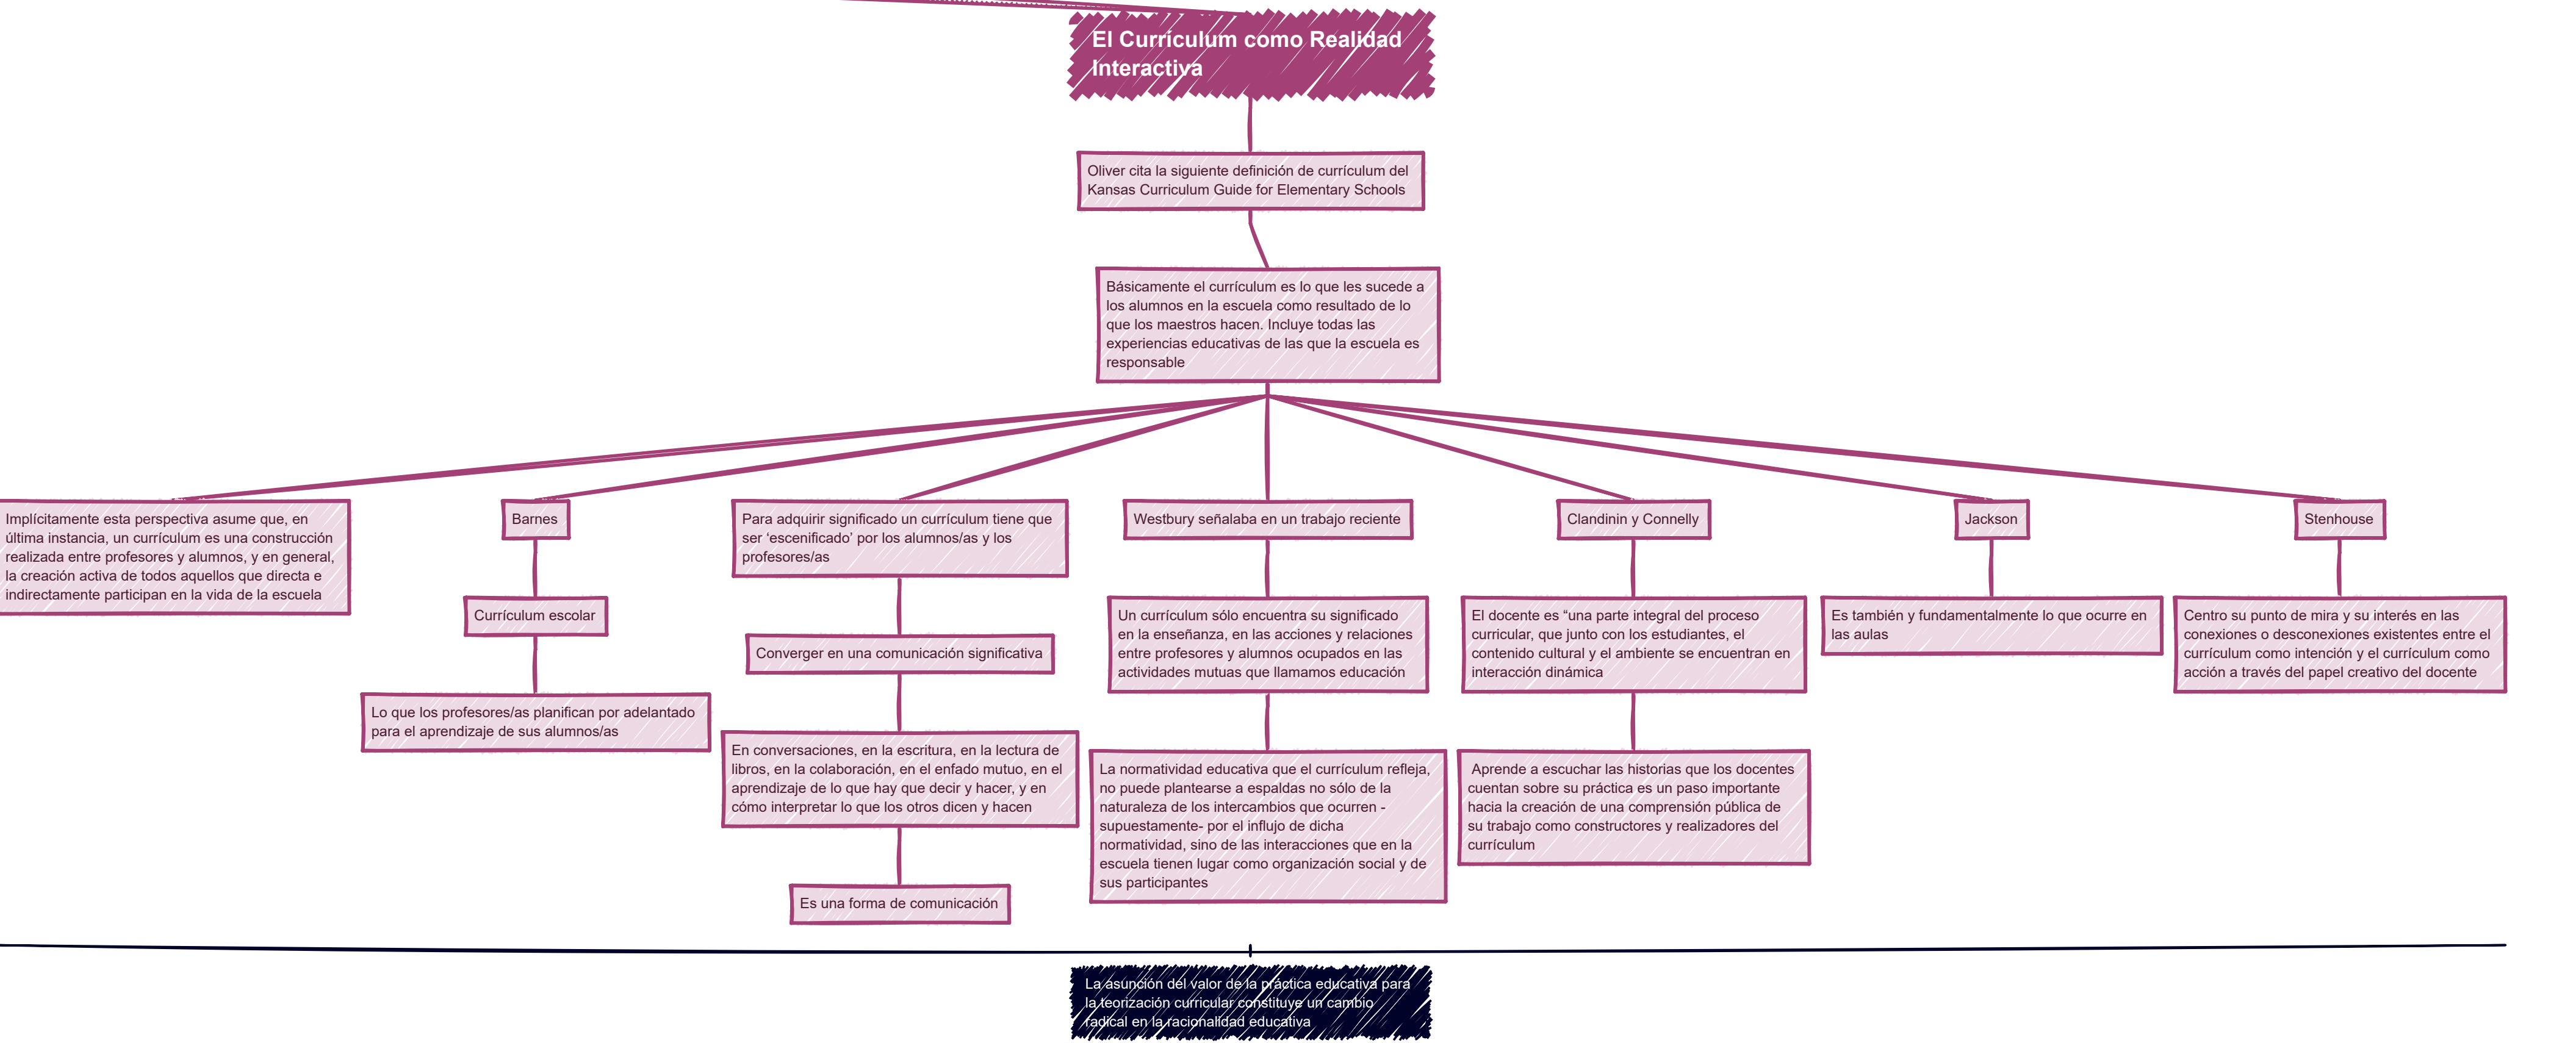 El Currículum como Realidad
Interactiva
Oliver cita la siguiente definición de currículum del
Kansas Curriculum Guide for Elementary Schools
Básicamente el currículum es lo que les sucede a
los alumnos en la escuela como resultado de lo
que los maestros hacen. Incluye todas las
experiencias educativas de las que la escuela es
responsable
Implícitamente esta perspectiva asume que, en
última instancia, un currículum es una construcción
realizada entre profesores y alumnos, y en general,
la creación activa de todos aquellos que directa e
indirectamente participan en la vida de la escuela
Barnes
Currículum escolar
Lo que los profesores/as planifican por adelantado
para el aprendizaje de sus alumnos/as
Para adquirir significado un currículum tiene que
ser ‘escenificado’ por los alumnos/as y los
profesores/as
Converger en una comunicación significativa
En conversaciones, en la escritura, en la lectura de
libros, en la colaboración, en el enfado mutuo, en el
aprendizaje de lo que hay que decir y hacer, y en
cómo interpretar lo que los otros dicen y hacen
Es una forma de comunicación
Westbury señalaba en un trabajo reciente
Un currículum sólo encuentra su significado
en la enseñanza, en las acciones y relaciones
entre profesores y alumnos ocupados en las
actividades mutuas que llamamos educación
La normatividad educativa que el currículum refleja,
no puede plantearse a espaldas no sólo de la
naturaleza de los intercambios que ocurren -
supuestamente- por el influjo de dicha
normatividad, sino de las interacciones que en la
escuela tienen lugar como organización social y de
sus participantes
Clandinin y Connelly
El docente es “una parte integral del proceso
curricular, que junto con los estudiantes, el
contenido cultural y el ambiente se encuentran en
interacción dinámica
Aprende a escuchar las historias que los docentes
cuentan sobre su práctica es un paso importante
hacia la creación de una comprensión pública de
su trabajo como constructores y realizadores del
currículum
Jackson
Es también y fundamentalmente lo que ocurre en
las aulas
Stenhouse
Centro su punto de mira y su interés en las
conexiones o desconexiones existentes entre el
currículum como intención y el currículum como
acción a través del papel creativo del docente
La asunción del valor de la práctica educativa para
la teorización curricular constituye un cambio
radical en la racionalidad educativa